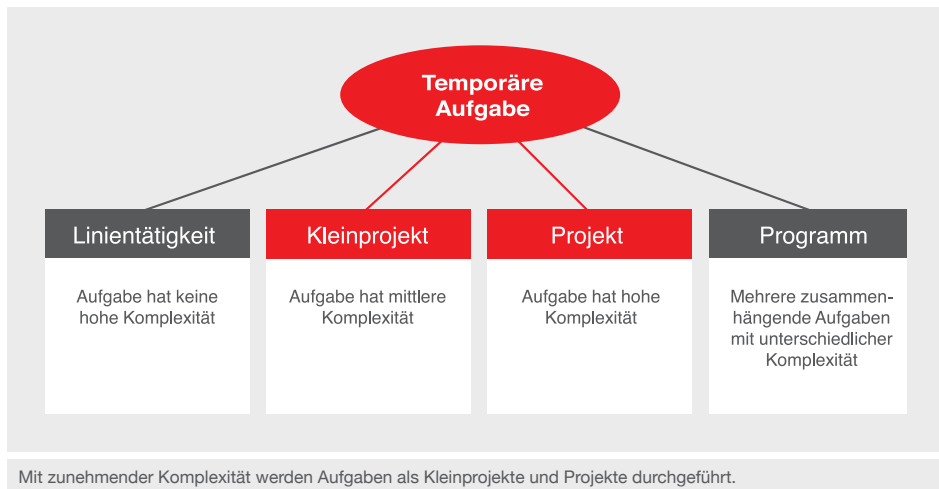 Temporäre
Aufgabe
Linientätigkeit
Aufgabe hat keine
hohe Komplexität
Kleinprojekt
Aufgabe hat mittlere
Komplexität
Projekt
Aufgabe hat hohe
Komplexität
Programm
Mehrere zusammen-
hängende Aufgaben
mit unterschiedlicher
Komplexität
Mit zunehmender Komplexität werden Aufgaben als Kleinprojekte und Projekte durchgeführt.